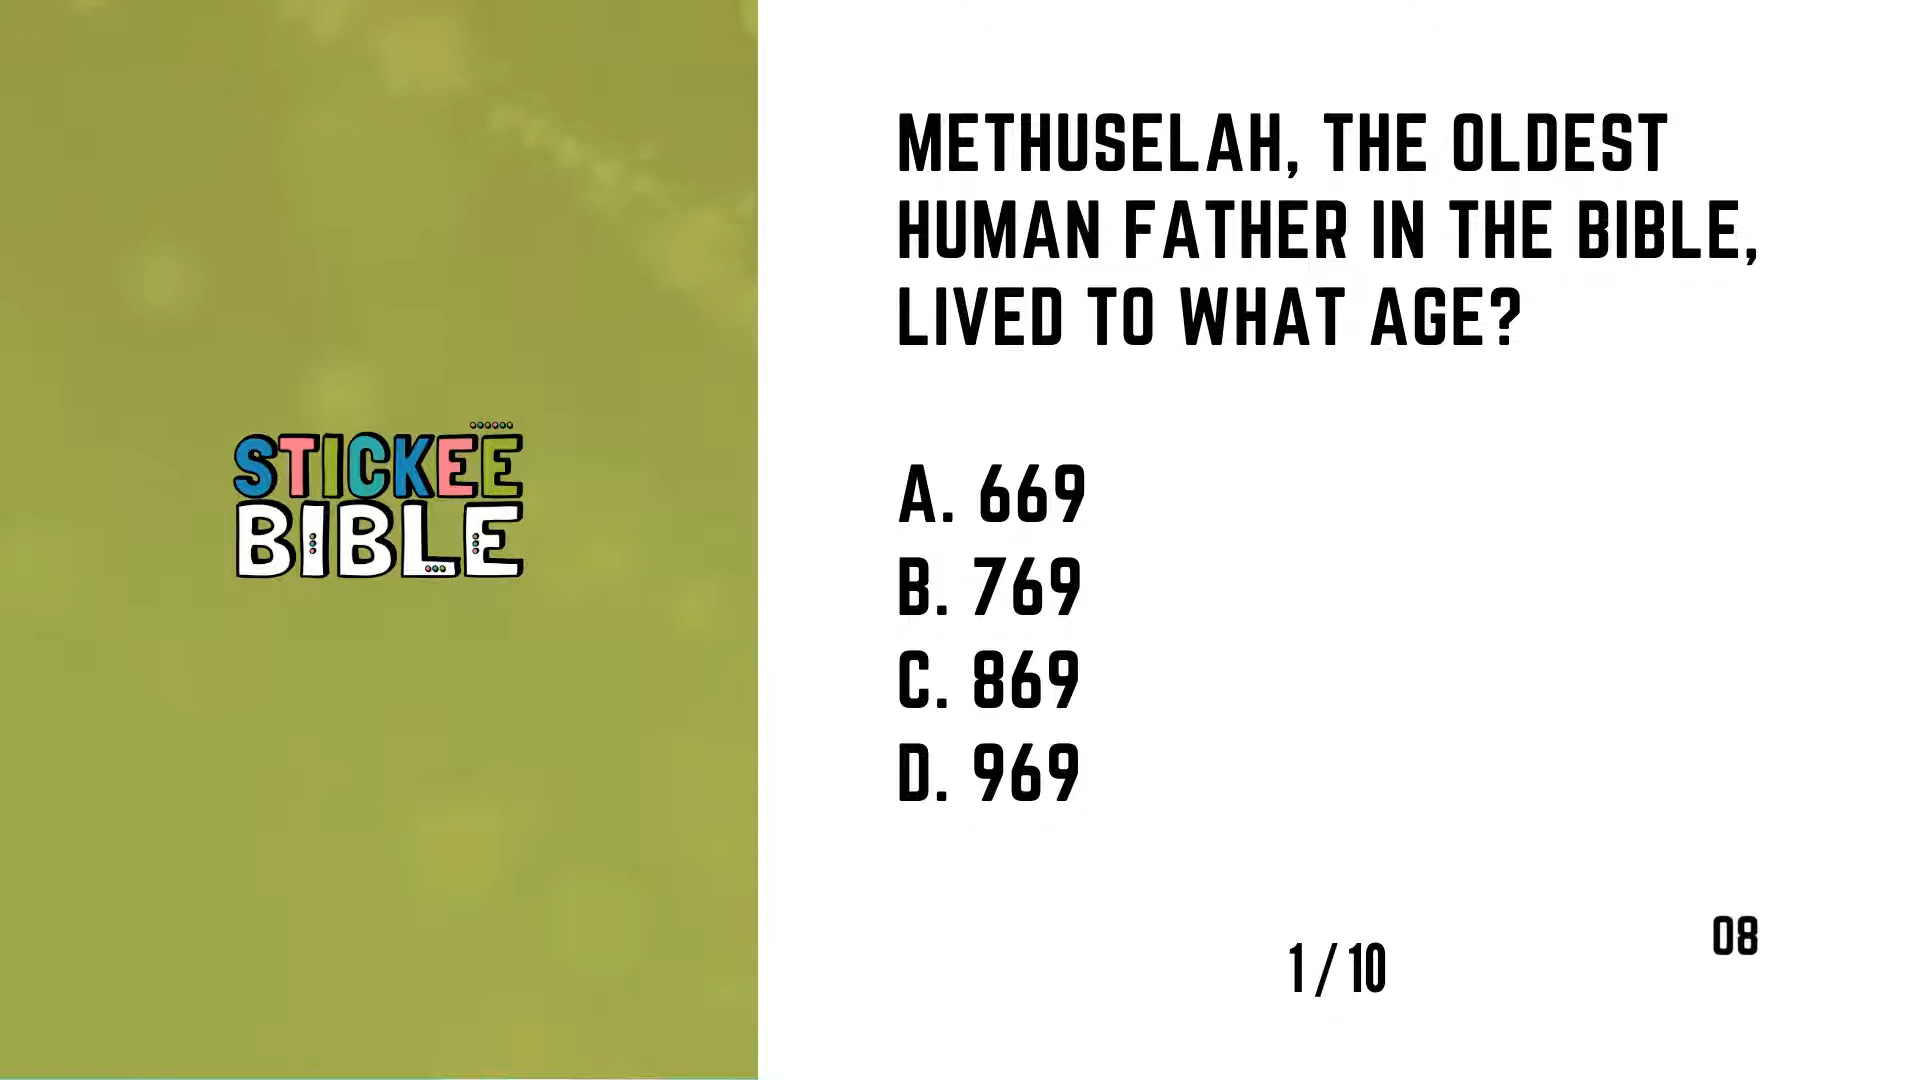 STICKEE
BIBLE
METHUSELAH, THE OLDEST
HUMAN FATHER IN THE BIBLE,
LIVED TO WHAT AGE?
A. 669
B. 769
C. 869
D. 969
1 / 10
08